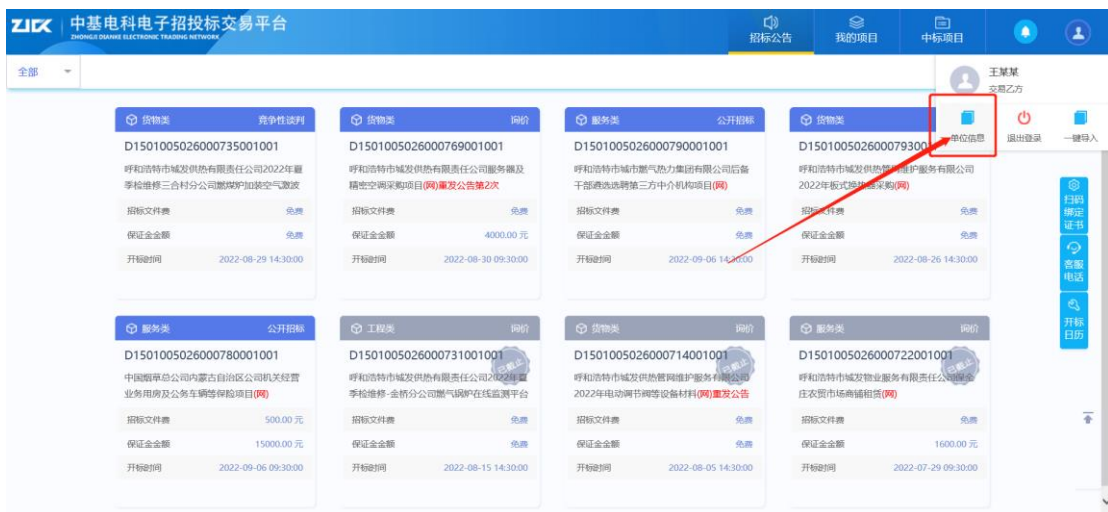 ZJCX 中基电科电子招投标交易平台
ZHONGJI DIANKE ELECTRONIC TRADING NETWORK
招标公告 我的项目 中标项目
全部
王某某
交易乙方
单位信息 退出登录 一键导入
货物类 竞争性谈判
D1501005026000735001001
呼和浩特市城发供热有限责任公司2022年夏
季检维修三合村分公司燃煤炉加装空气激波
招标文件费 免费
保证金金额 免费
开标时间 2022-08-29 14:30:00
货物类 询价
D1501005026000769001001
呼和浩特市城发供热有限责任公司服务器及
精密空调采购项目(网)重发公告第2次
招标文件费 免费
保证金金额 4000.00 元
开标时间 2022-08-30 09:30:00
服务类 公开招标
D1501005026000790001001
呼和浩特市城市燃气热力集团有限公司后备
干部遴选选聘第三方中介机构项目(网)
招标文件费 免费
保证金金额 免费
开标时间 2022-09-06 14:30:00
货物类
D150100502600079300
呼和浩特市城发供热管网维护服务有限公司
2022年板式换热器采购(网)
招标文件费 免费
保证金金额 免费
开标时间 2022-08-26 14:30:00
服务类 公开招标
D1501005026000780001001
中国烟草总公司内蒙古自治区公司机关经营
业务用房及公务车辆等保险项目(网)
招标文件费 500.00 元
保证金金额 15000.00 元
开标时间 2022-09-06 09:30:00
工程类 询价
D1501005026000731001001
已截止
呼和浩特市城发供热有限责任公司2022年夏
季检维修-金桥分公司燃气锅炉在线监测平台
招标文件费 免费
保证金金额 免费
开标时间 2022-08-15 14:30:00
货物类 询价
D1501005026000714001001
已截止
呼和浩特市城发供热管网维护服务有限公司
2022年电动调节阀等设备材料(网)重发公告
招标文件费 免费
保证金金额 免费
开标时间 2022-08-05 14:30:00
服务类 询价
D1501005026000722001001
已截止
呼和浩特市城发物业服务有限责任公司保全
庄农贸市场商铺租赁(网)
招标文件费 免费
保证金金额 1600.00 元
开标时间 2022-07-29 09:30:00
扫码
绑定
证书
客服
电话
开标
日历